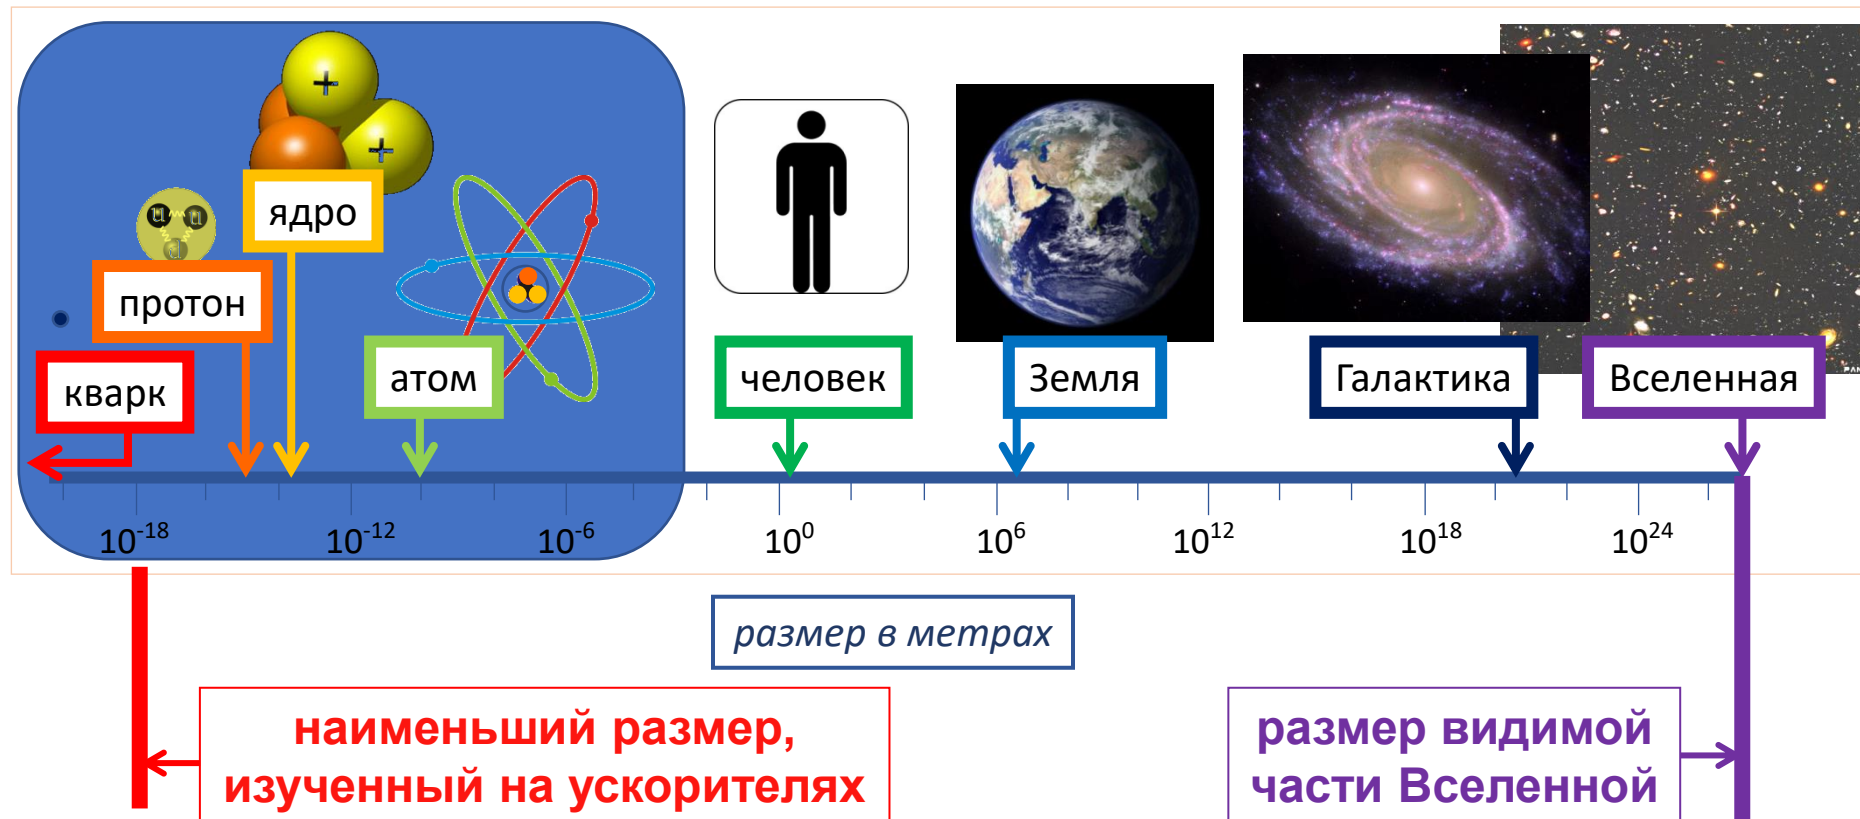 +
+
ядро
u u
d
протон
кварк
атом
человек
Земля
Галактика
Вселенная
10⁻¹⁸ 10⁻¹² 10⁻⁶ 10⁰ 10⁶ 10¹² 10¹⁸ 10²⁴
размер в метрах
наименьший размер,
изученный на ускорителях
размер видимой
части Вселенной